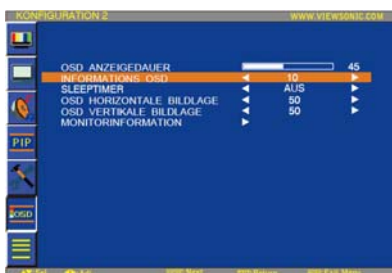 KONFIGURATION 2 WWW.VIEWSONIC.COM
OSD ANZEIGEDAUER 45
INFORMATIONS OSD 10
SLEEPTIMER AUS
OSD HORIZONTALE BILDLAGE 50
OSD VERTIKALE BILDLAGE 50
MONITORINFORMATION
PIP
OSD